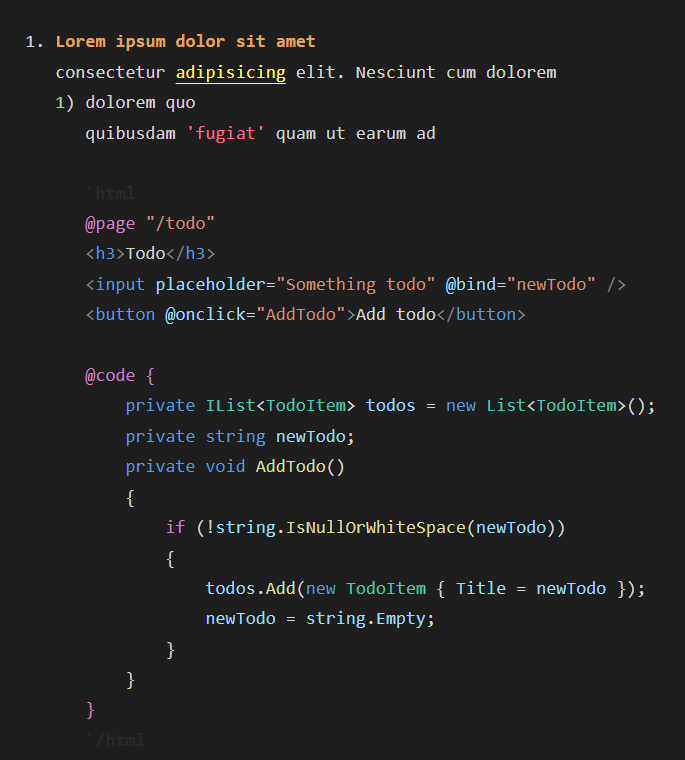 1. Lorem ipsum dolor sit amet
   consectetur adipisicing elit. Nesciunt cum dolorem
   1) dolorem quo
      quibusdam 'fugiat' quam ut earum ad

      `html
      @page "/todo"
      <h3>Todo</h3>
      <input placeholder="Something todo" @bind="newTodo" />
      <button @onclick="AddTodo">Add todo</button>

      @code {
          private IList<TodoItem> todos = new List<TodoItem>();
          private string newTodo;
          private void AddTodo()
          {
              if (!string.IsNullOrWhiteSpace(newTodo))
              {
                  todos.Add(new TodoItem { Title = newTodo });
                  newTodo = string.Empty;
              }
          }
      }
      `/html